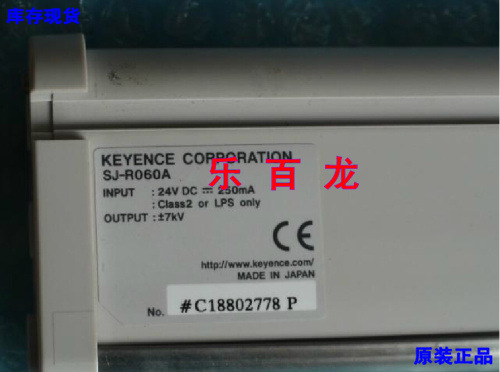 库存现货
KEYENCE CORPORATION
SJ-R060A
INPUT : 24V DC ⎓ 250mA
: Class2 or LPS only
OUTPUT : ±7kV
乐百龙
CE
http://www.keyence.com/
MADE IN JAPAN
No. #C18802778 P
原装正品